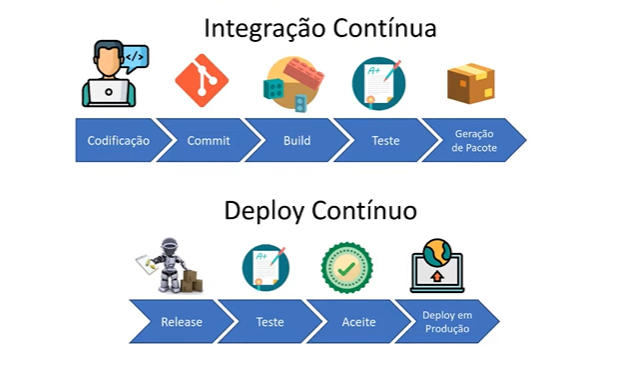 Integração Contínua
</>
A+
Codificação
Commit
Build
Teste
Geração
de Pacote
Deploy Contínuo
A+
Release
Teste
Aceite
Deploy em
Produção